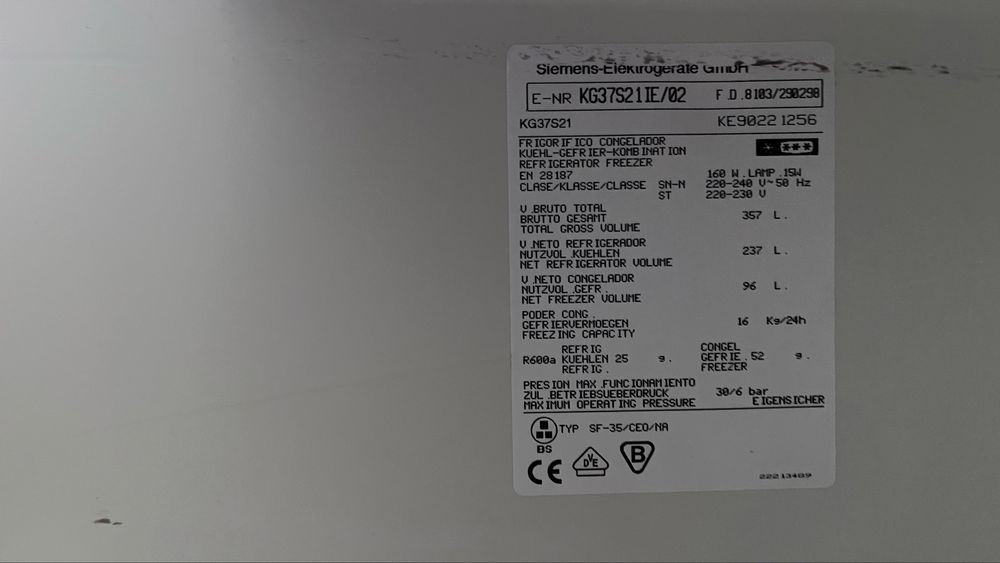 Siemens-Elektrogeräte GmbH
E-NR KG37S21IE/02 F.D.8103/290298
KG37S21 KE90221256
FRIGORIFICO CONGELADOR
KUEHL-GEFRIER-KOMBINATION
REFRIGERATOR FREEZER
EN 28187 160 W.LAMP.15W
CLASE/KLASSE/CLASSE SN-N 220-240 V~50 Hz
ST 220-230 V
V.BRUTO TOTAL
BRUTTO GESAMT 357 L.
TOTAL GROSS VOLUME
V.NETO REFRIGERADOR
NUTZVOL.KUEHLEN 237 L.
NET REFRIGERATOR VOLUME
V.NETO CONGELADOR
NUTZVOL.GEFR. 96 L.
NET FREEZER VOLUME
PODER CONG.
GEFRIERVERMOEGEN 16 Kg/24h
FREEZING CAPACITY
REFRIG CONGEL
R600a KUEHLEN 25 g. GEFRIE.52 g.
REFRIG. FREEZER
PRESION MAX.FUNCIONAMIENTO
ZUL.BETRIEBSUEBERDRUCK 30/6 bar
MAXIMUM OPERATING PRESSURE EIGENSICHER
TYP SF-35/CEO/NA
BS
CE DVE B
22213489